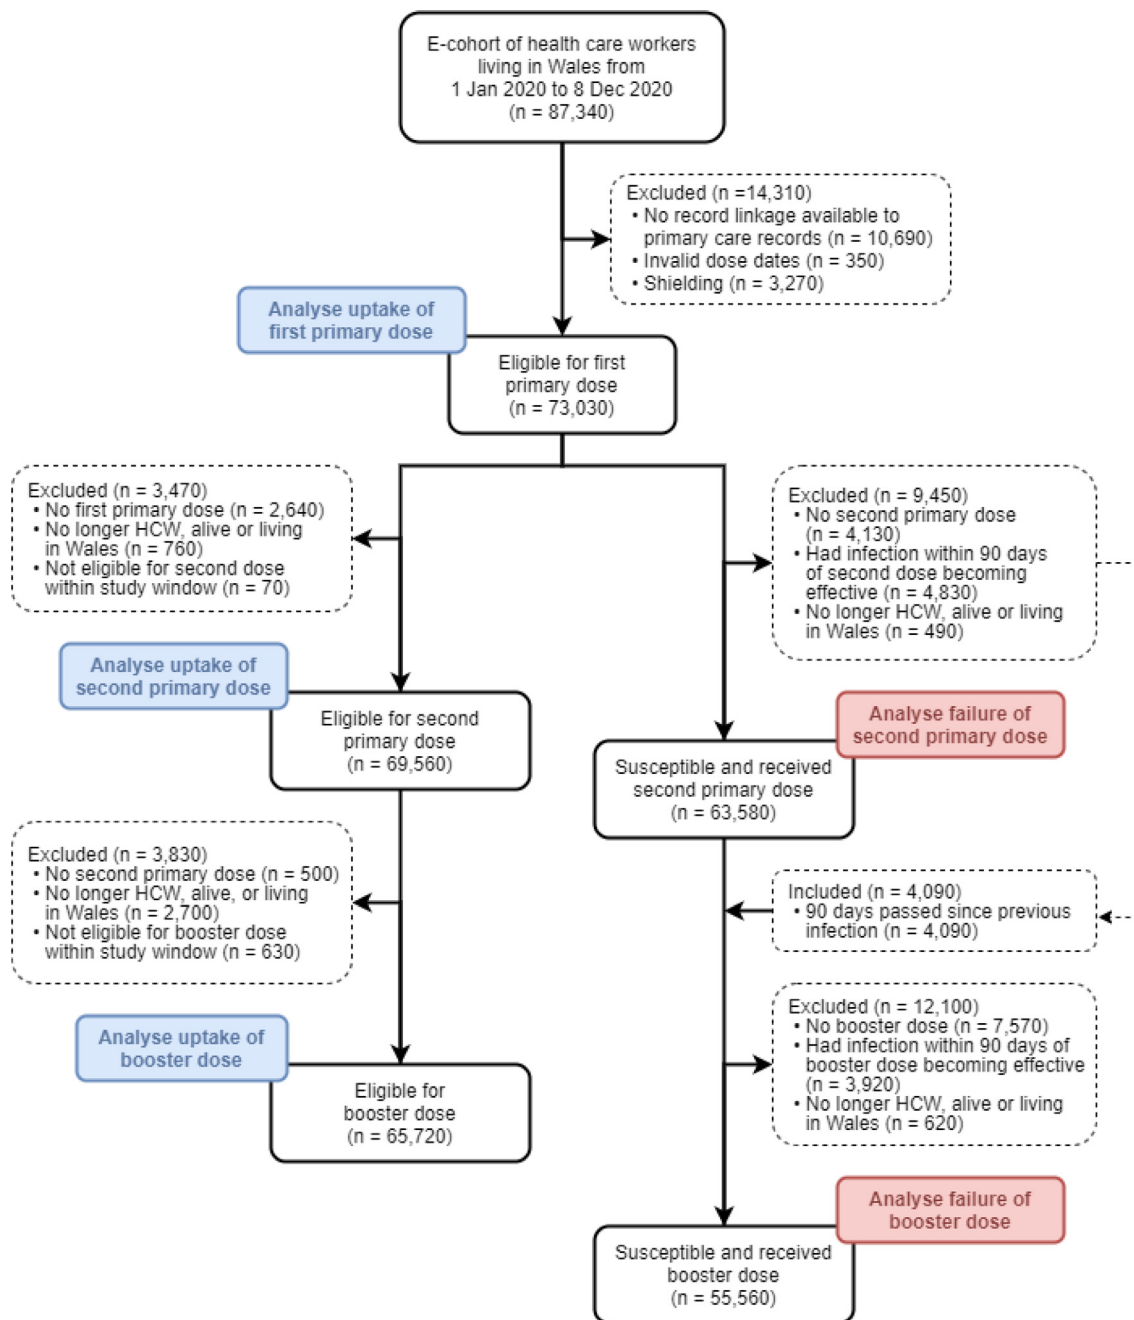 E-cohort of health care workers
living in Wales from
1 Jan 2020 to 8 Dec 2020
(n = 87,340)
Excluded (n =14,310)
• No record linkage available to
primary care records (n = 10,690)
• Invalid dose dates (n = 350)
• Shielding (n = 3,270)
Analyse uptake of
first primary dose
Eligible for first
primary dose
(n = 73,030)
Excluded (n = 3,470)
• No first primary dose (n = 2,640)
• No longer HCW, alive or living
in Wales (n = 760)
• Not eligible for second dose
within study window (n = 70)
Analyse uptake of
second primary dose
Eligible for second
primary dose
(n = 69,560)
Excluded (n = 3,830)
• No second primary dose (n = 500)
• No longer HCW, alive, or living
in Wales (n = 2,700)
• Not eligible for booster dose
within study window (n = 630)
Analyse uptake of
booster dose
Eligible for
booster dose
(n = 65,720)
Excluded (n = 9,450)
• No second primary dose
(n = 4,130)
• Had infection within 90 days
of second dose becoming
effective (n = 4,830)
• No longer HCW, alive or living
in Wales (n = 490)
Analyse failure of
second primary dose
Susceptible and received
second primary dose
(n = 63,580)
Included (n = 4,090)
• 90 days passed since previous
infection (n = 4,090)
Excluded (n = 12,100)
• No booster dose (n = 7,570)
• Had infection within 90 days of
booster dose becoming effective
(n = 3,920)
• No longer HCW, alive or living
in Wales (n = 620)
Analyse failure of
booster dose
Susceptible and received
booster dose
(n = 55,560)